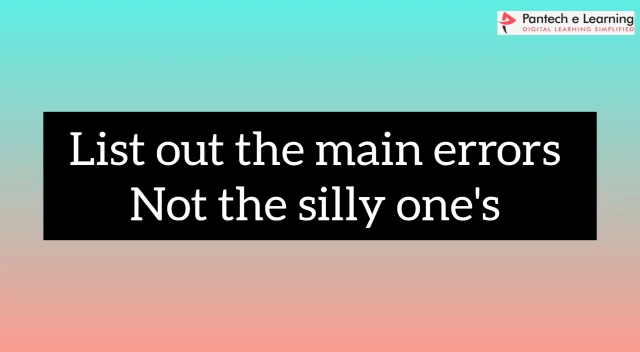 Pantech e Learning
DIGITAL LEARNING SIMPLIFIED
List out the main errors
Not the silly one's